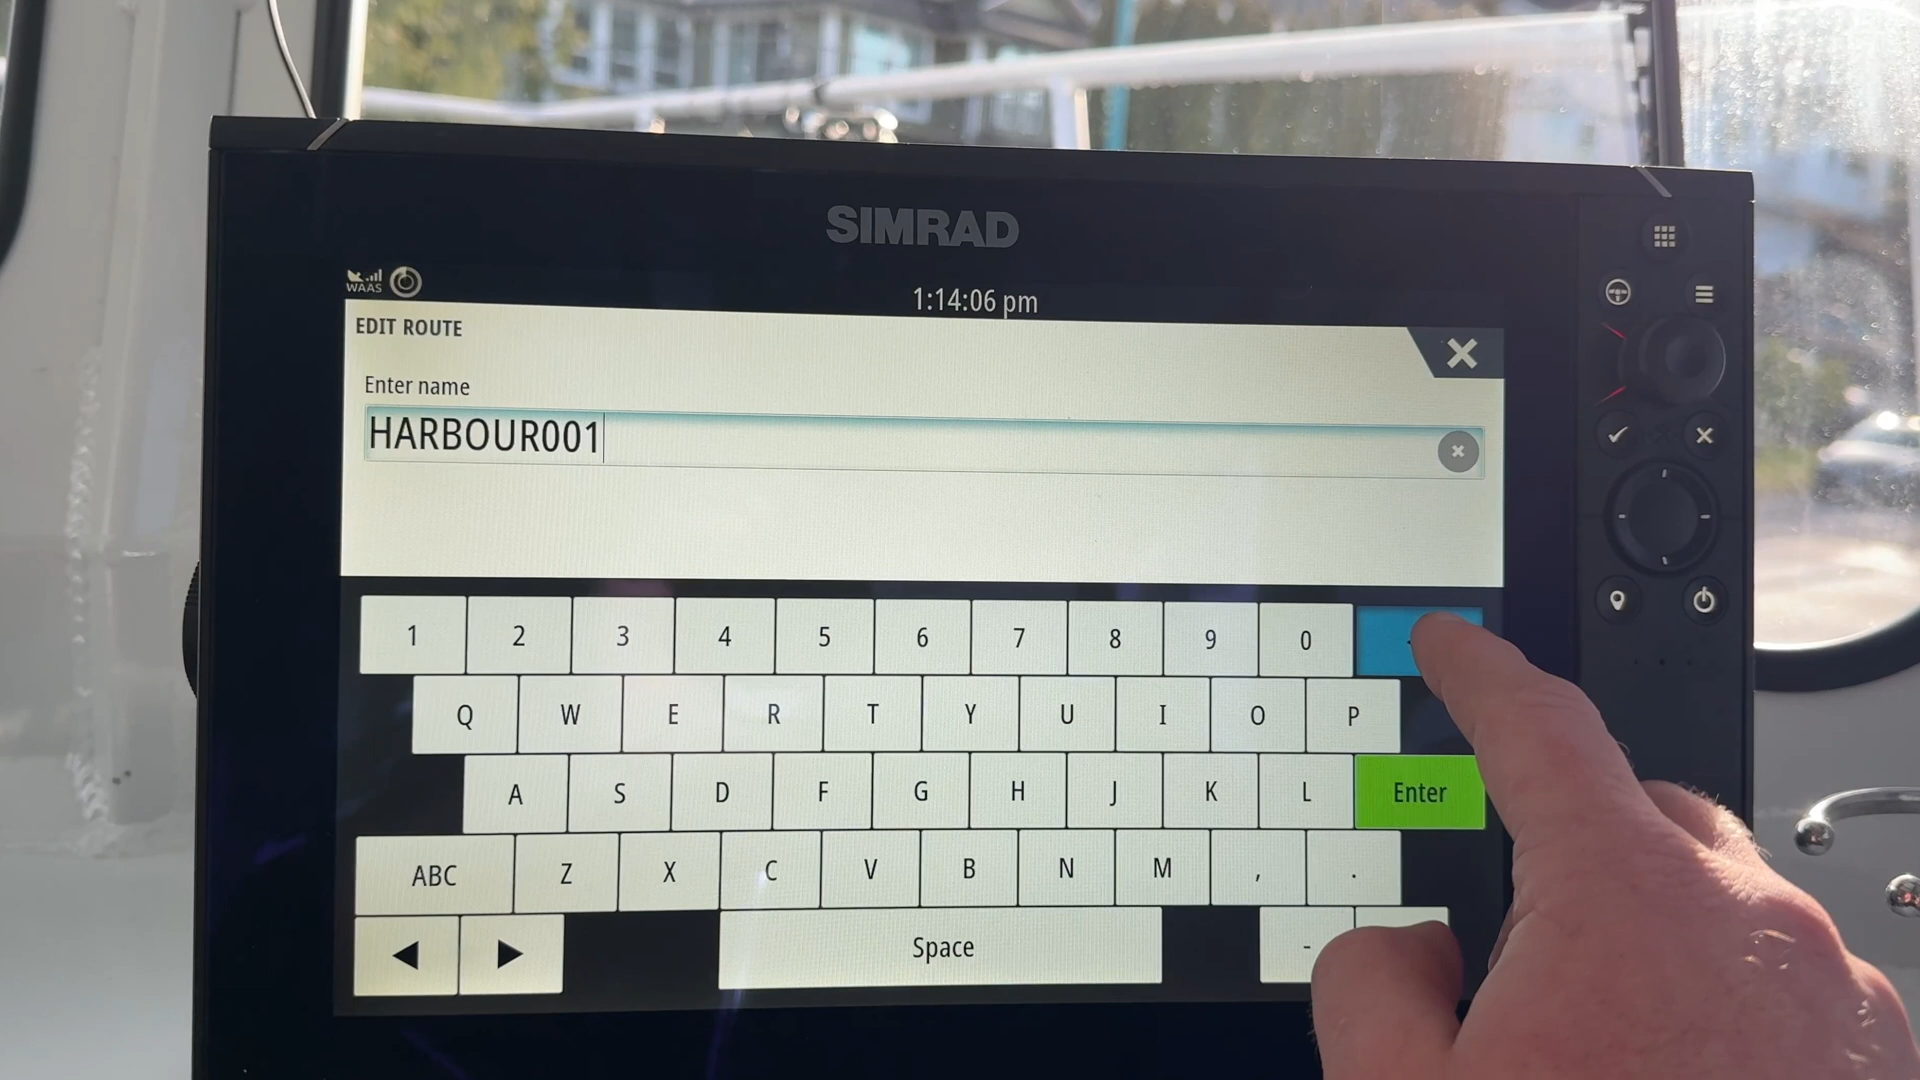 SIMRAD
WAAS
1:14:06 pm
EDIT ROUTE
Enter name
HARBOUR001
1 2 3 4 5 6 7 8 9 0
Q W E R T Y U I O P
A S D F G H J K L Enter
ABC Z X C V B N M , .
Space -